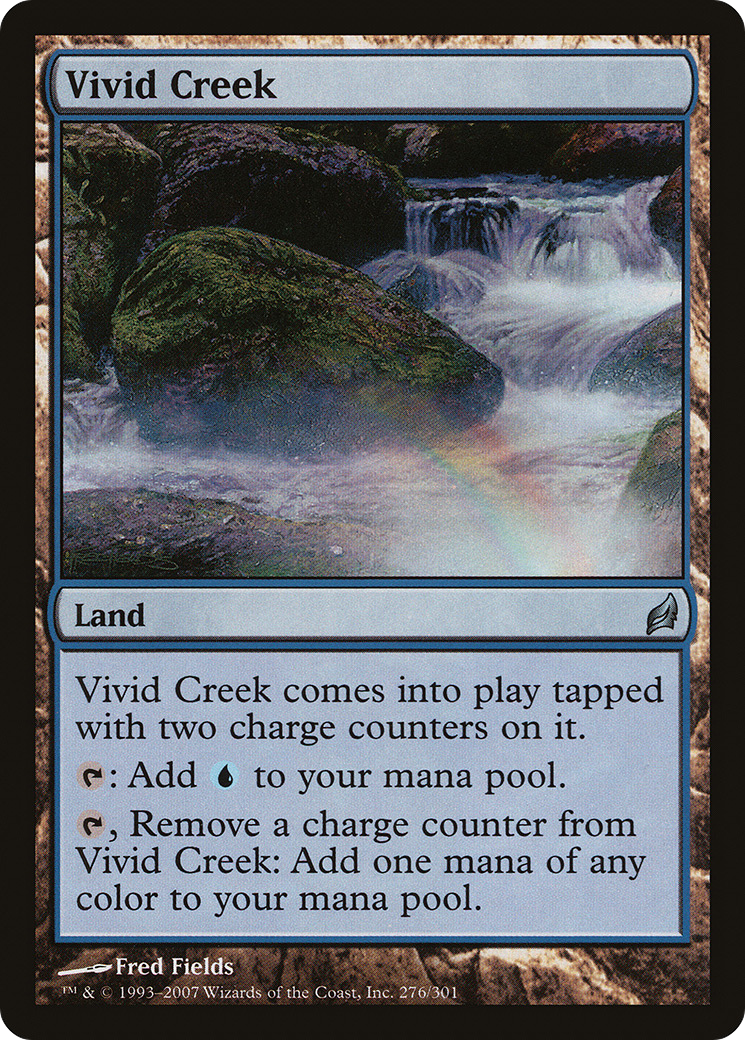 Vivid Creek
Land
Vivid Creek comes into play tapped
with two charge counters on it.
: Add to your mana pool.
, Remove a charge counter from
Vivid Creek: Add one mana of any
color to your mana pool.
Fred Fields
™ & © 1993–2007 Wizards of the Coast, Inc. 276/301